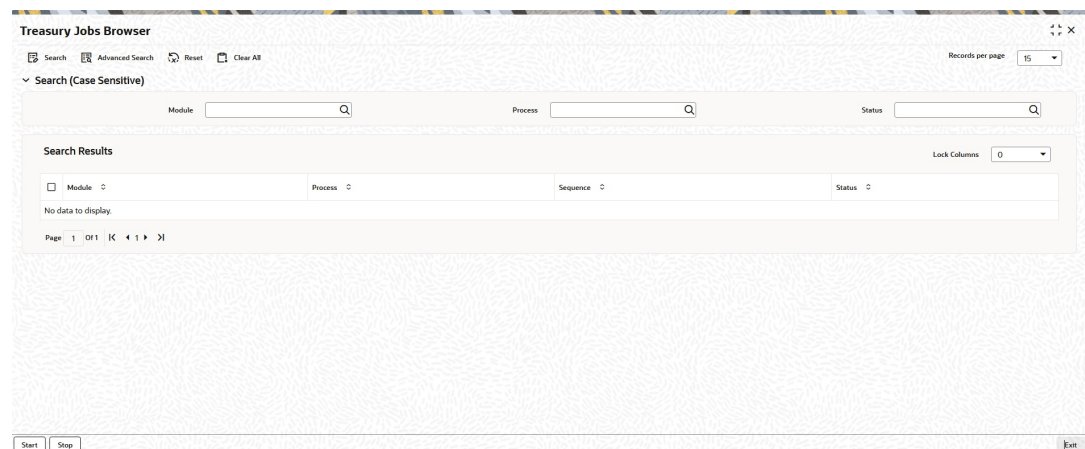 Treasury Jobs Browser
Search Advanced Search Reset Clear All Records per page 15
Search (Case Sensitive)
Module Process Status
Search Results Lock Columns 0
Module Process Sequence Status
No data to display.
Page 1 Of 1 1
Start Stop Exit